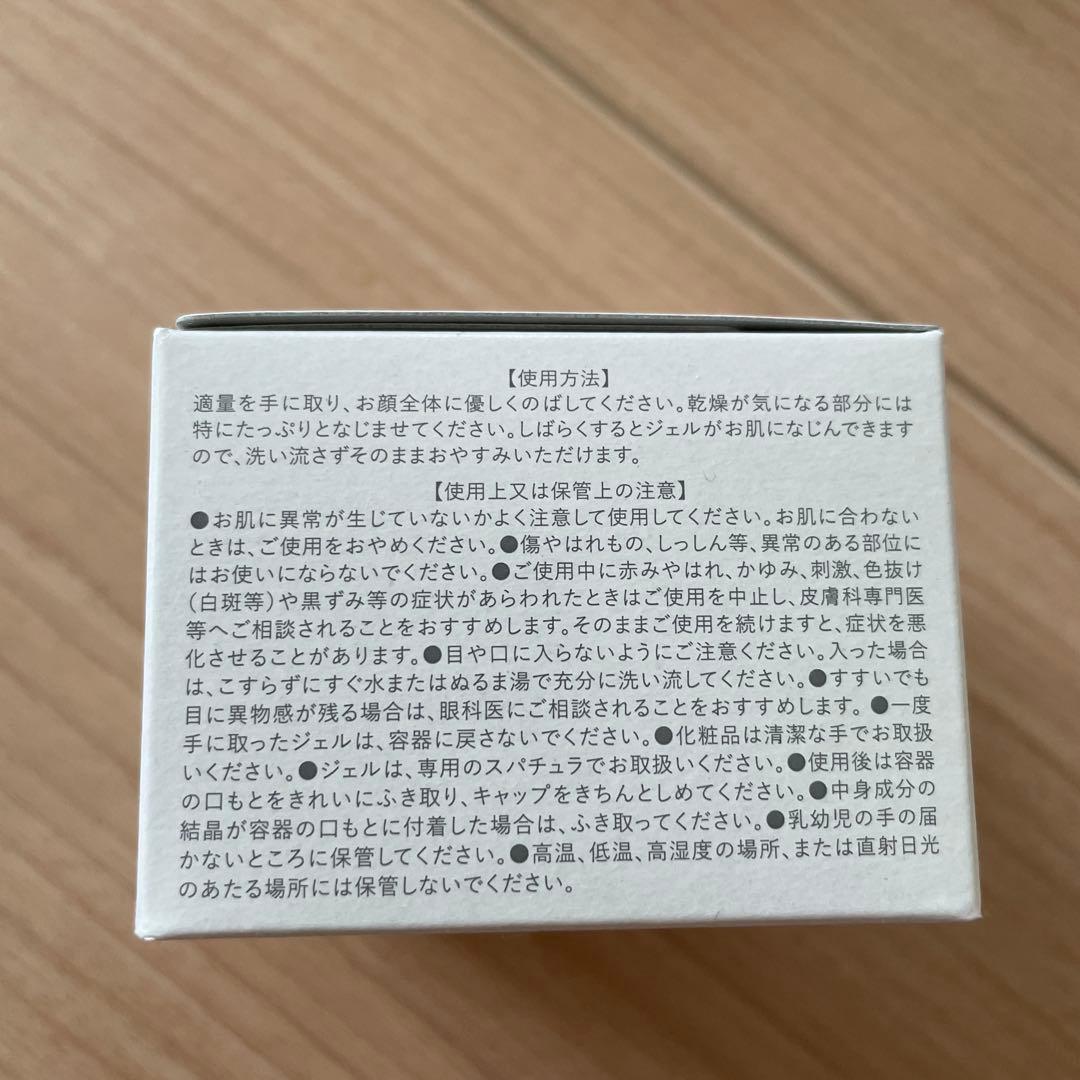 【使用方法】
適量を手に取り、お顔全体に優しくのばしてください。乾燥が気になる部分には
特にたっぷりとなじませてください。しばらくするとジェルがお肌になじんできます
ので、洗い流さずそのままおやすみいただけます。
【使用上又は保管上の注意】
●お肌に異常が生じていないかよく注意して使用してください。お肌に合わない
ときは、ご使用をおやめください。●傷やはれもの、しっしん等、異常のある部位に
はお使いにならないでください。●ご使用中に赤みやはれ、かゆみ、刺激、色抜け
(白斑等)や黒ずみ等の症状があらわれたときはご使用を中止し、皮膚科専門医
等へご相談されることをおすすめします。そのままご使用を続けますと、症状を悪
化させることがあります。●目や口に入らないようにご注意ください。入った場合
は、こすらずにすぐ水またはぬるま湯で充分に洗い流してください。●すすいでも
目に異物感が残る場合は、眼科医にご相談されることをおすすめします。●一度
手に取ったジェルは、容器に戻さないでください。●化粧品は清潔な手でお取扱
いください。●ジェルは、専用のスパチュラでお取扱いください。●使用後は容器
の口もとをきれいにふき取り、キャップをきちんとしめてください。●中身成分の
結晶が容器の口もとに付着した場合は、ふき取ってください。●乳幼児の手の届
かないところに保管してください。●高温、低温、高湿度の場所、または直射日光
のあたる場所には保管しないでください。